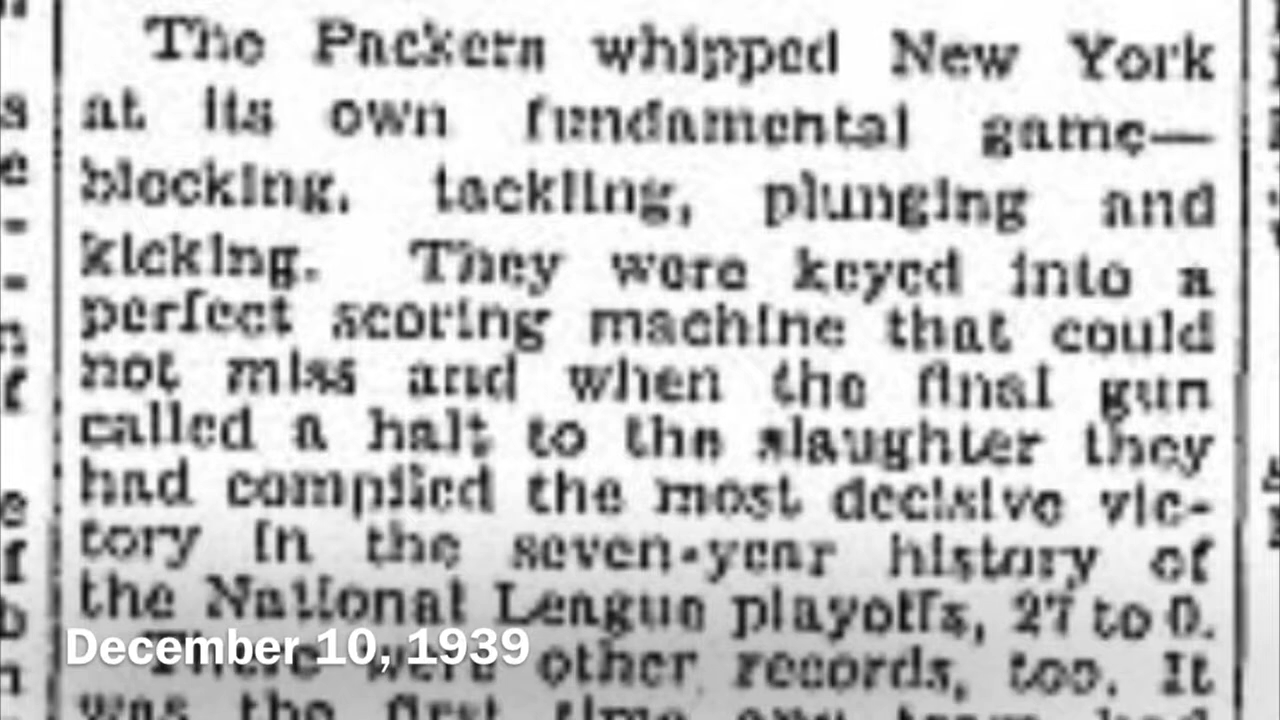 The Packers whipped New York
at its own fundamental game—
blocking, tackling, plunging and
kicking. They were keyed into a
perfect scoring machine that could
not miss and when the final gun
called a halt to the slaughter they
had compiled the most decisive vic-
tory in the seven-year history of
the National League playoffs, 27 to 0.
There were other records, too. It
was the first time any team had
December 10, 1939